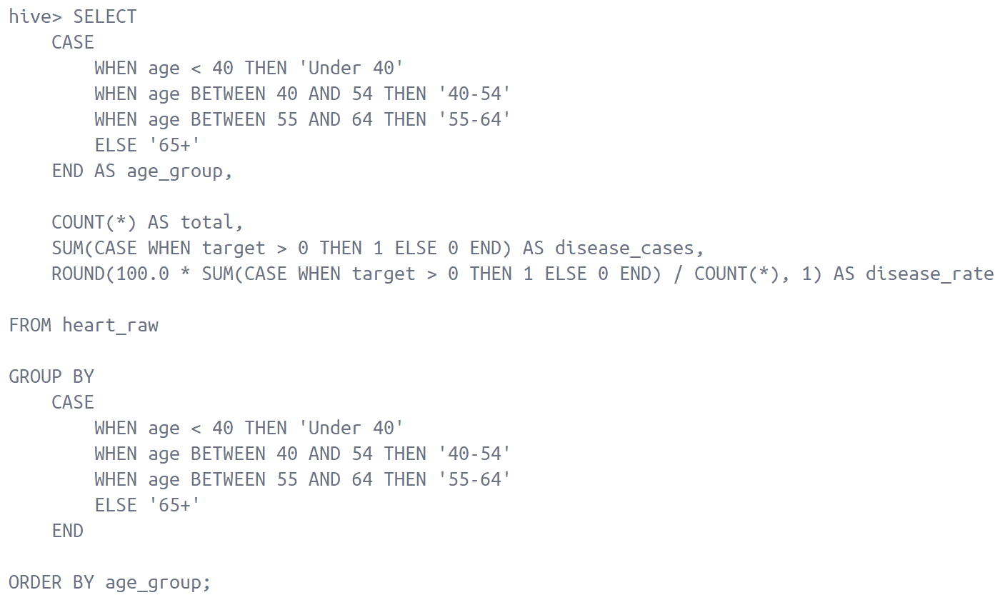 hive> SELECT
    CASE
        WHEN age < 40 THEN 'Under 40'
        WHEN age BETWEEN 40 AND 54 THEN '40-54'
        WHEN age BETWEEN 55 AND 64 THEN '55-64'
        ELSE '65+'
    END AS age_group,

    COUNT(*) AS total,
    SUM(CASE WHEN target > 0 THEN 1 ELSE 0 END) AS disease_cases,
    ROUND(100.0 * SUM(CASE WHEN target > 0 THEN 1 ELSE 0 END) / COUNT(*), 1) AS disease_rate

FROM heart_raw

GROUP BY
    CASE
        WHEN age < 40 THEN 'Under 40'
        WHEN age BETWEEN 40 AND 54 THEN '40-54'
        WHEN age BETWEEN 55 AND 64 THEN '55-64'
        ELSE '65+'
    END

ORDER BY age_group;